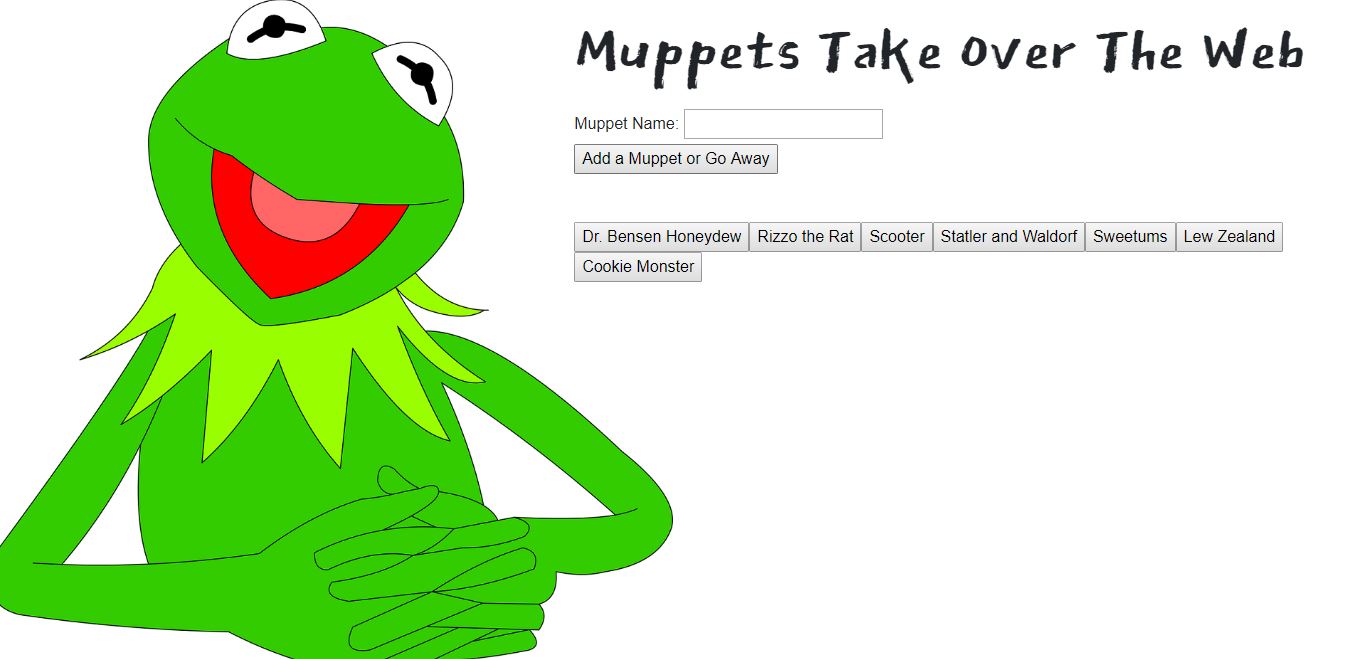 Muppets Take Over The Web
Muppet Name:
Add a Muppet or Go Away
Dr. Bensen Honeydew Rizzo the Rat Scooter Statler and Waldorf Sweetums Lew Zealand
Cookie Monster